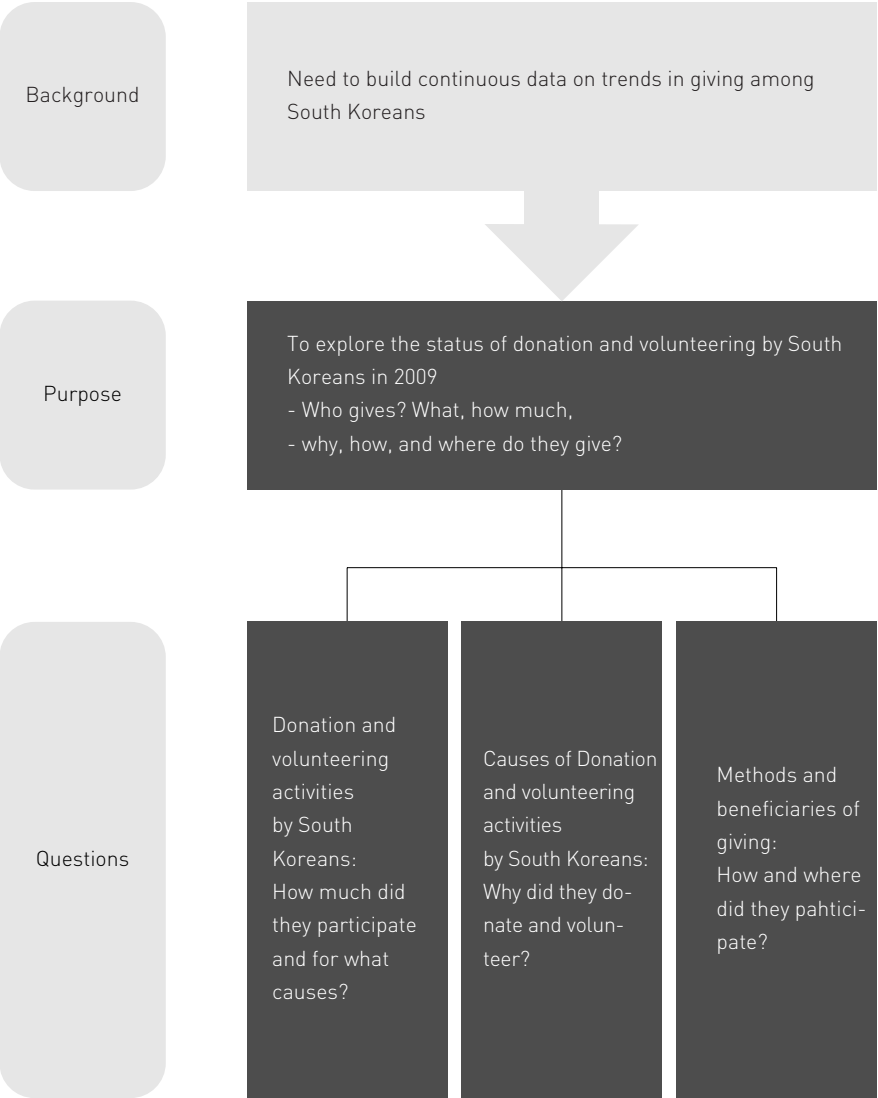 Background
Need to build continuous data on trends in giving among
South Koreans
Purpose
To explore the status of donation and volunteering by South
Koreans in 2009
- Who gives? What, how much,
- why, how, and where do they give?
Questions
Donation and
volunteering
activities
by South
Koreans:
How much did
they participate
and for what
causes?
Causes of Donation
and volunteering
activities
by South Koreans:
Why did they do-
nate and volun-
teer?
Methods and
beneficiaries of
giving:
How and where
did they pahtici-
pate?